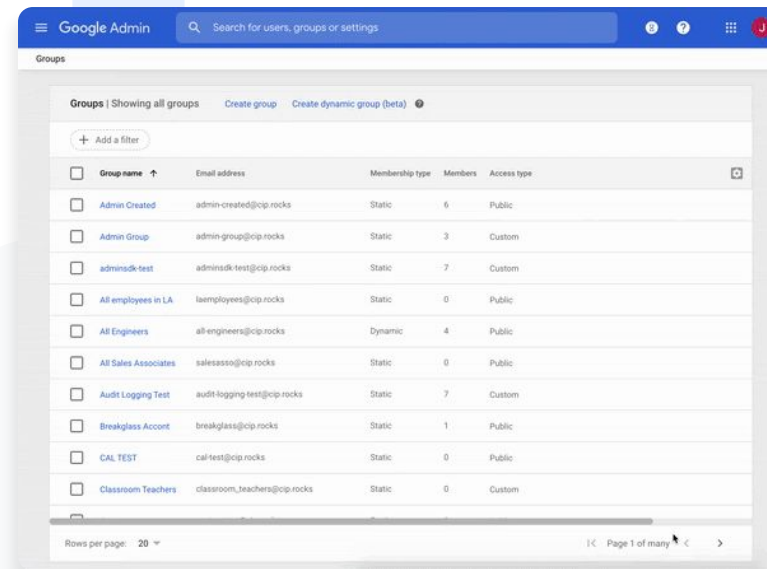 Google Admin Search for users, groups or settings J
Groups
Groups | Showing all groups Create group Create dynamic group (beta)
+ Add a filter
Group name ↑ Email address Membership type Members Access type
Admin Created admin-created@cip.rocks Static 6 Public
Admin Group admin-group@cip.rocks Static 3 Custom
adminsdk-test adminsdk-test@cip.rocks Static 7 Custom
All employees in LA laemployees@cip.rocks Static 0 Public
All Engineers all-engineers@cip.rocks Dynamic 4 Public
All Sales Associates salesasso@cip.rocks Static 0 Public
Audit Logging Test audit-logging-test@cip.rocks Static 7 Custom
Breakglass Accont breakglass@cip.rocks Static 1 Public
CAL TEST cal-test@cip.rocks Static 0 Public
Classroom Teachers classroom_teachers@cip.rocks Static 0 Custom
Rows per page: 20 Page 1 of many